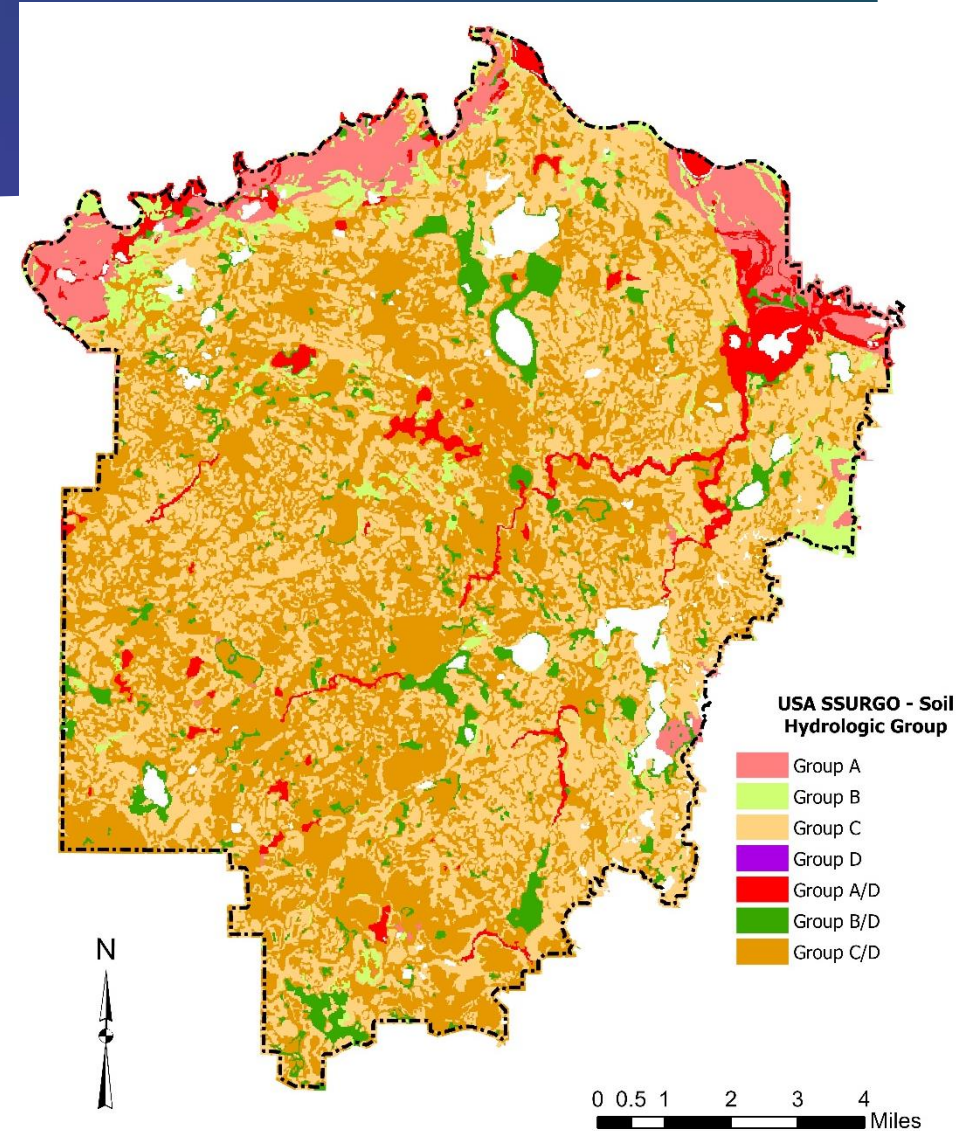 USA SSURGO - Soil
Hydrologic Group
Group A
Group B
Group C
Group D
Group A/D
Group B/D
Group C/D
N
0 0.5 1 2 3 4
Miles